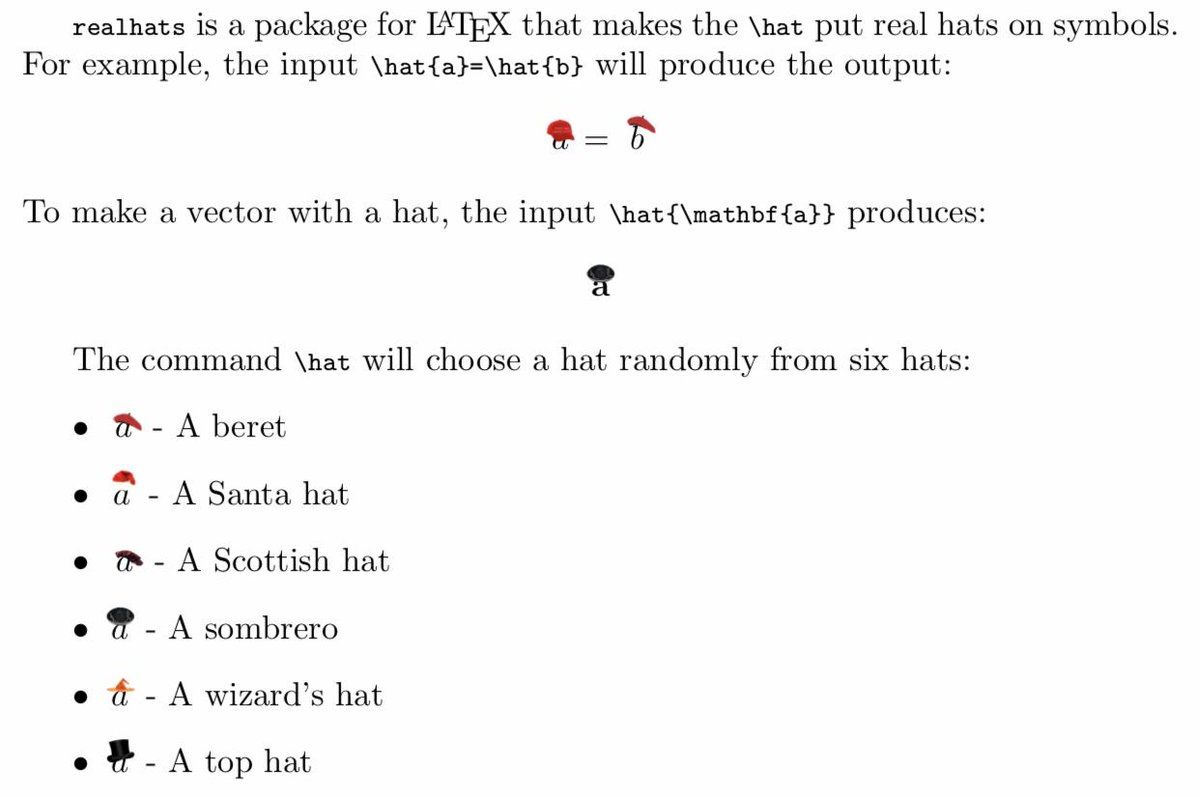 realhats is a package for LATEX that makes the \hat put real hats on symbols.
For example, the input \hat{a}=\hat{b} will produce the output:
a = b
To make a vector with a hat, the input \hat{\mathbf{a}} produces:
a
The command \hat will choose a hat randomly from six hats:
• a - A beret
• a - A Santa hat
• a - A Scottish hat
• a - A sombrero
• a - A wizard’s hat
• a - A top hat